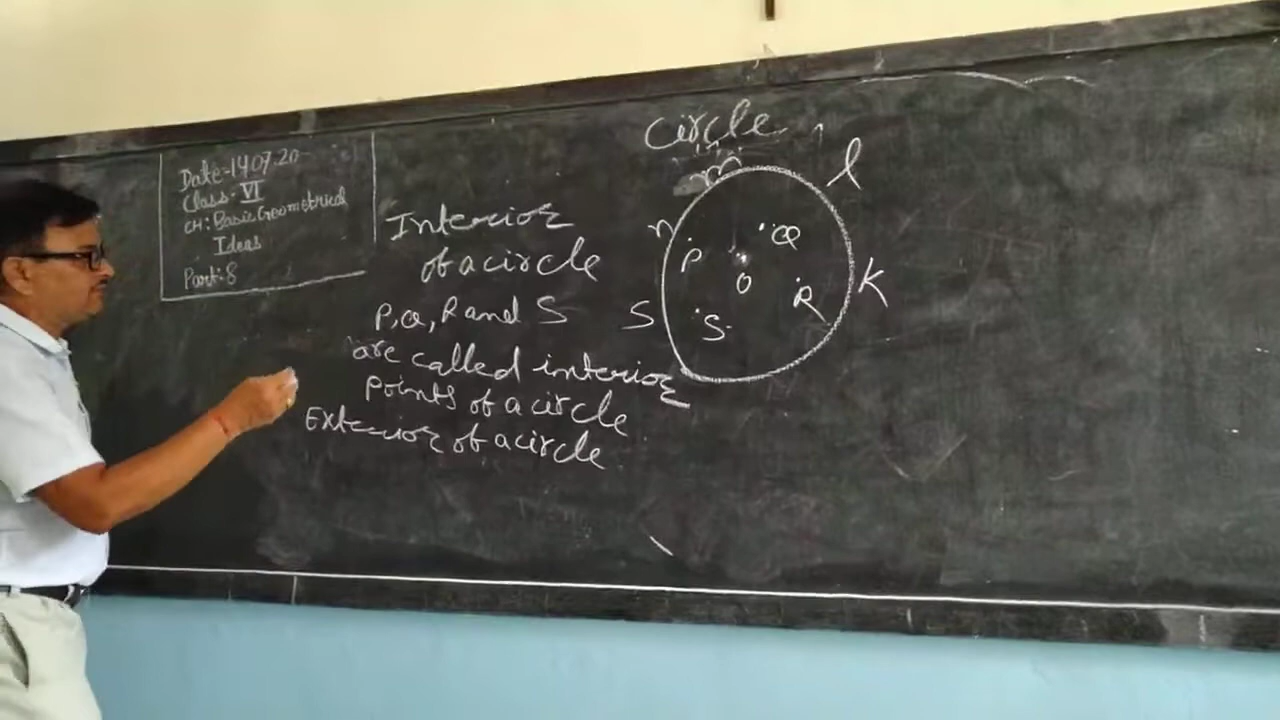 Date-14.07.20
Class-VI
CH: Basic Geometrical
Ideas
Part:8
Interior
of a circle
P,Q,R and S
are called interior
points of a circle
Exterior of a circle
Circle
m
l
n
P
Q
O
R
K
S
S